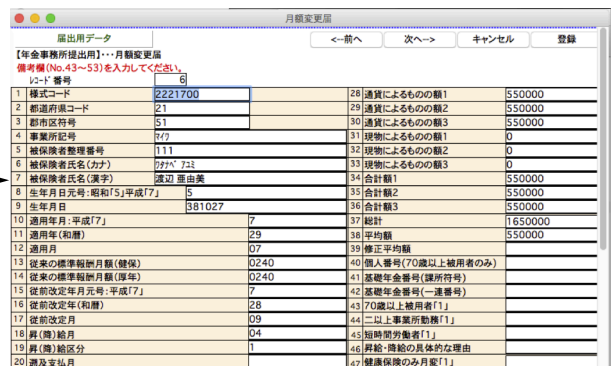 月額変更届
届出用データ
<--前へ 次へ--> キャンセル 登録
【年金事務所提出用】･･･月額変更届
備考欄(No.43〜53)を入力してください。
ﾚｺｰﾄﾞ番号 6
1 様式コード 2221700
2 都道府県コード 21
3 郡市区符号 51
4 事業所記号 ﾏｲﾜ
5 被保険者整理番号 111
6 被保険者氏名(カナ) ﾜﾀﾅﾍﾞ ｱﾕﾐ
7 被保険者氏名(漢字) 渡辺 亜由美
8 生年月日元号:昭和｢5｣平成｢7｣ 5
9 生年月日 381027
10 適用年月:平成｢7｣ 7
11 適用年(和暦) 29
12 適用月 07
13 従来の標準報酬月額(健保) 0240
14 従来の標準報酬月額(厚年) 0240
15 従前改定年月元号:平成｢7｣ 7
16 従前改定年(和暦) 28
17 従前改定月 09
18 昇(降)給月 04
19 昇(降)給区分 1
20 遡及支払月
28 通貨によるものの額1 550000
29 通貨によるものの額2 550000
30 通貨によるものの額3 550000
31 現物によるものの額1 0
32 現物によるものの額2 0
33 現物によるものの額3 0
34 合計額1 550000
35 合計額2 550000
36 合計額3 550000
37 総計 1650000
38 平均額 550000
39 修正平均額
40 個人番号(70歳以上被用者のみ)
41 基礎年金番号(課所符号)
42 基礎年金番号(一連番号)
43 70歳以上被用者｢1｣
44 二以上事業所勤務｢1｣
45 短時間労働者｢1｣
46 昇給･降給の具体的な理由
47 健康保険のみ月変｢1｣